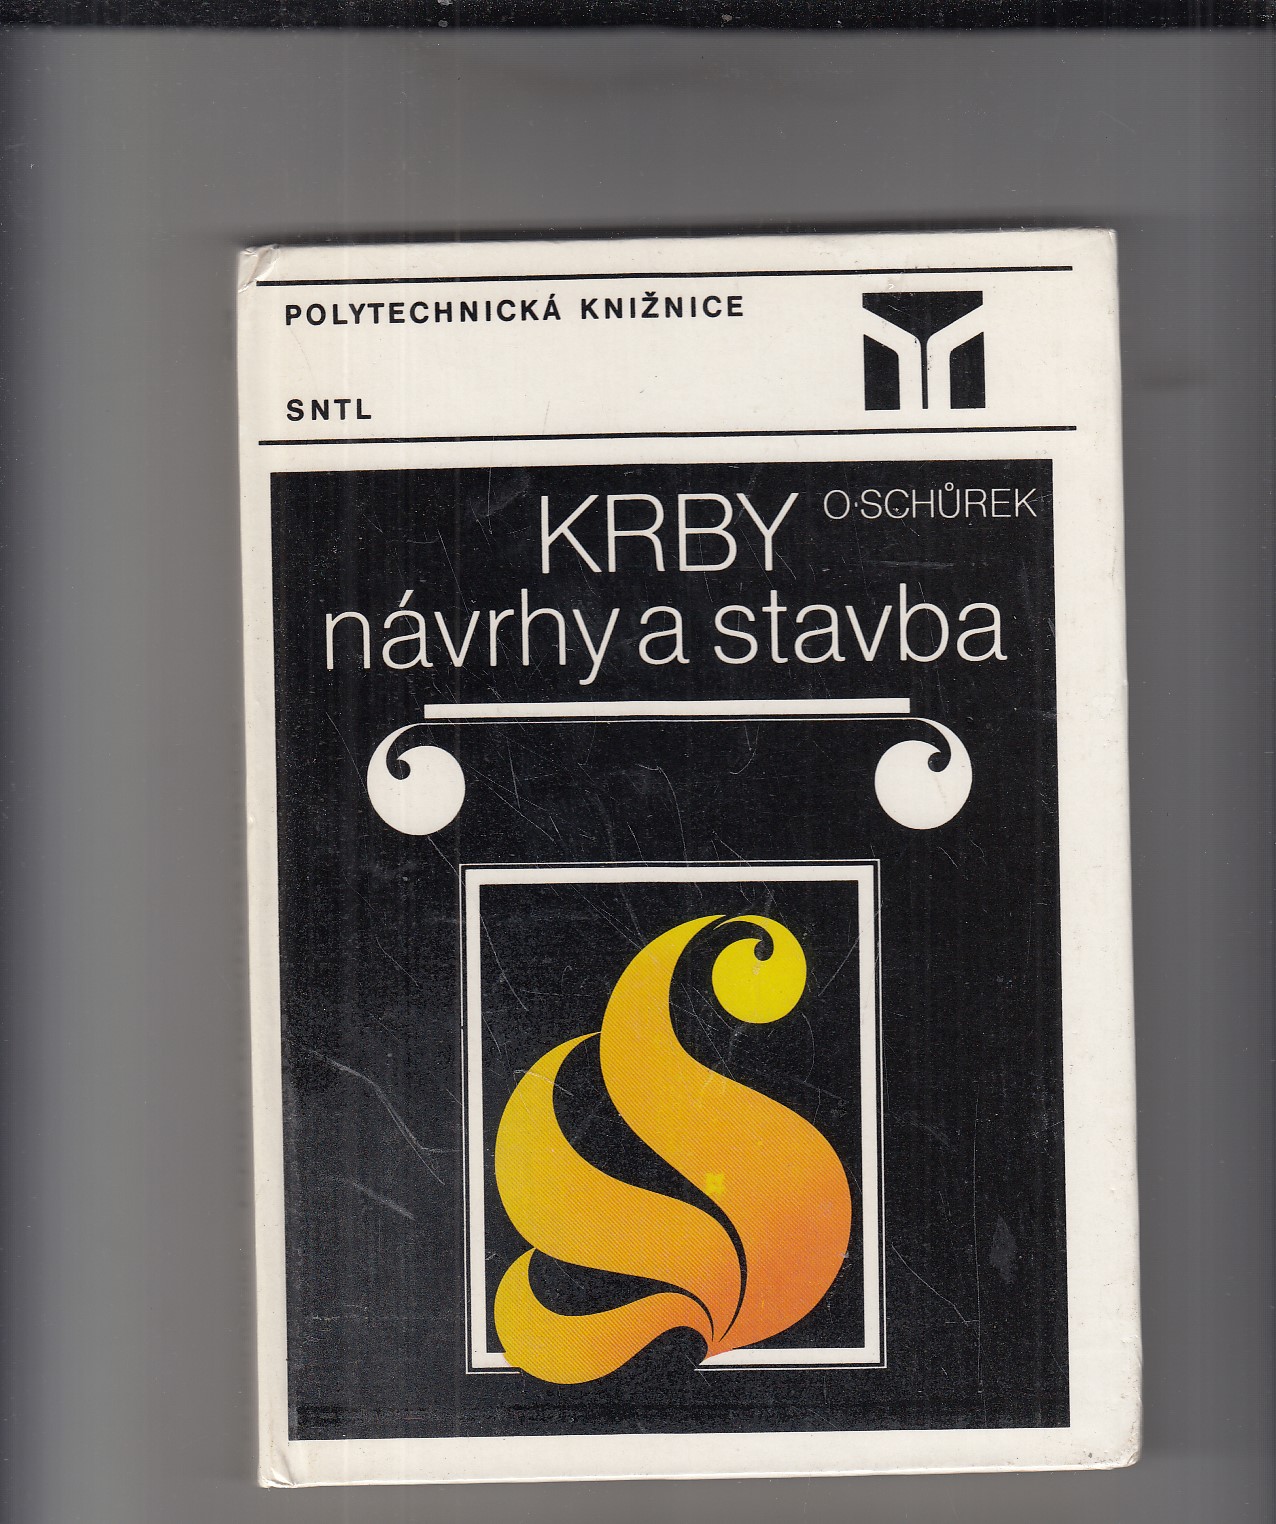 POLYTECHNICKÁ KNIŽNICE
SNTL
O. SCHŮREK
KRBY
návrhy a stavba